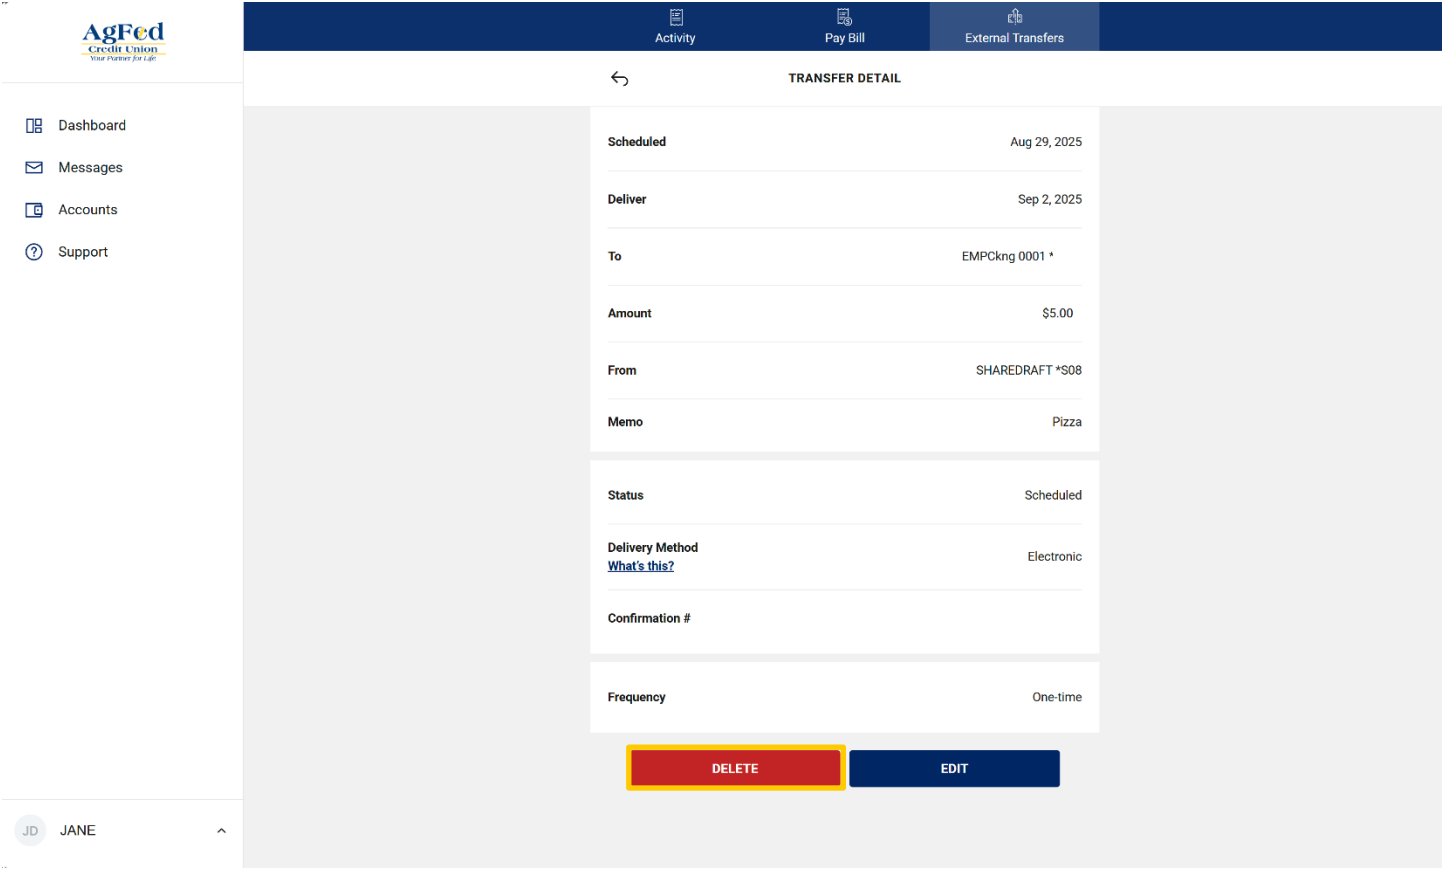 AgFed
Credit Union
Your Partner for Life
Dashboard
Messages
Accounts
Support
JD JANE
Activity
Pay Bill
External Transfers
TRANSFER DETAIL
Scheduled Aug 29, 2025
Deliver Sep 2, 2025
To EMPCkng 0001 *
Amount $5.00
From SHAREDRAFT *S08
Memo Pizza
Status Scheduled
Delivery Method Electronic
What's this?
Confirmation #
Frequency One-time
DELETE EDIT